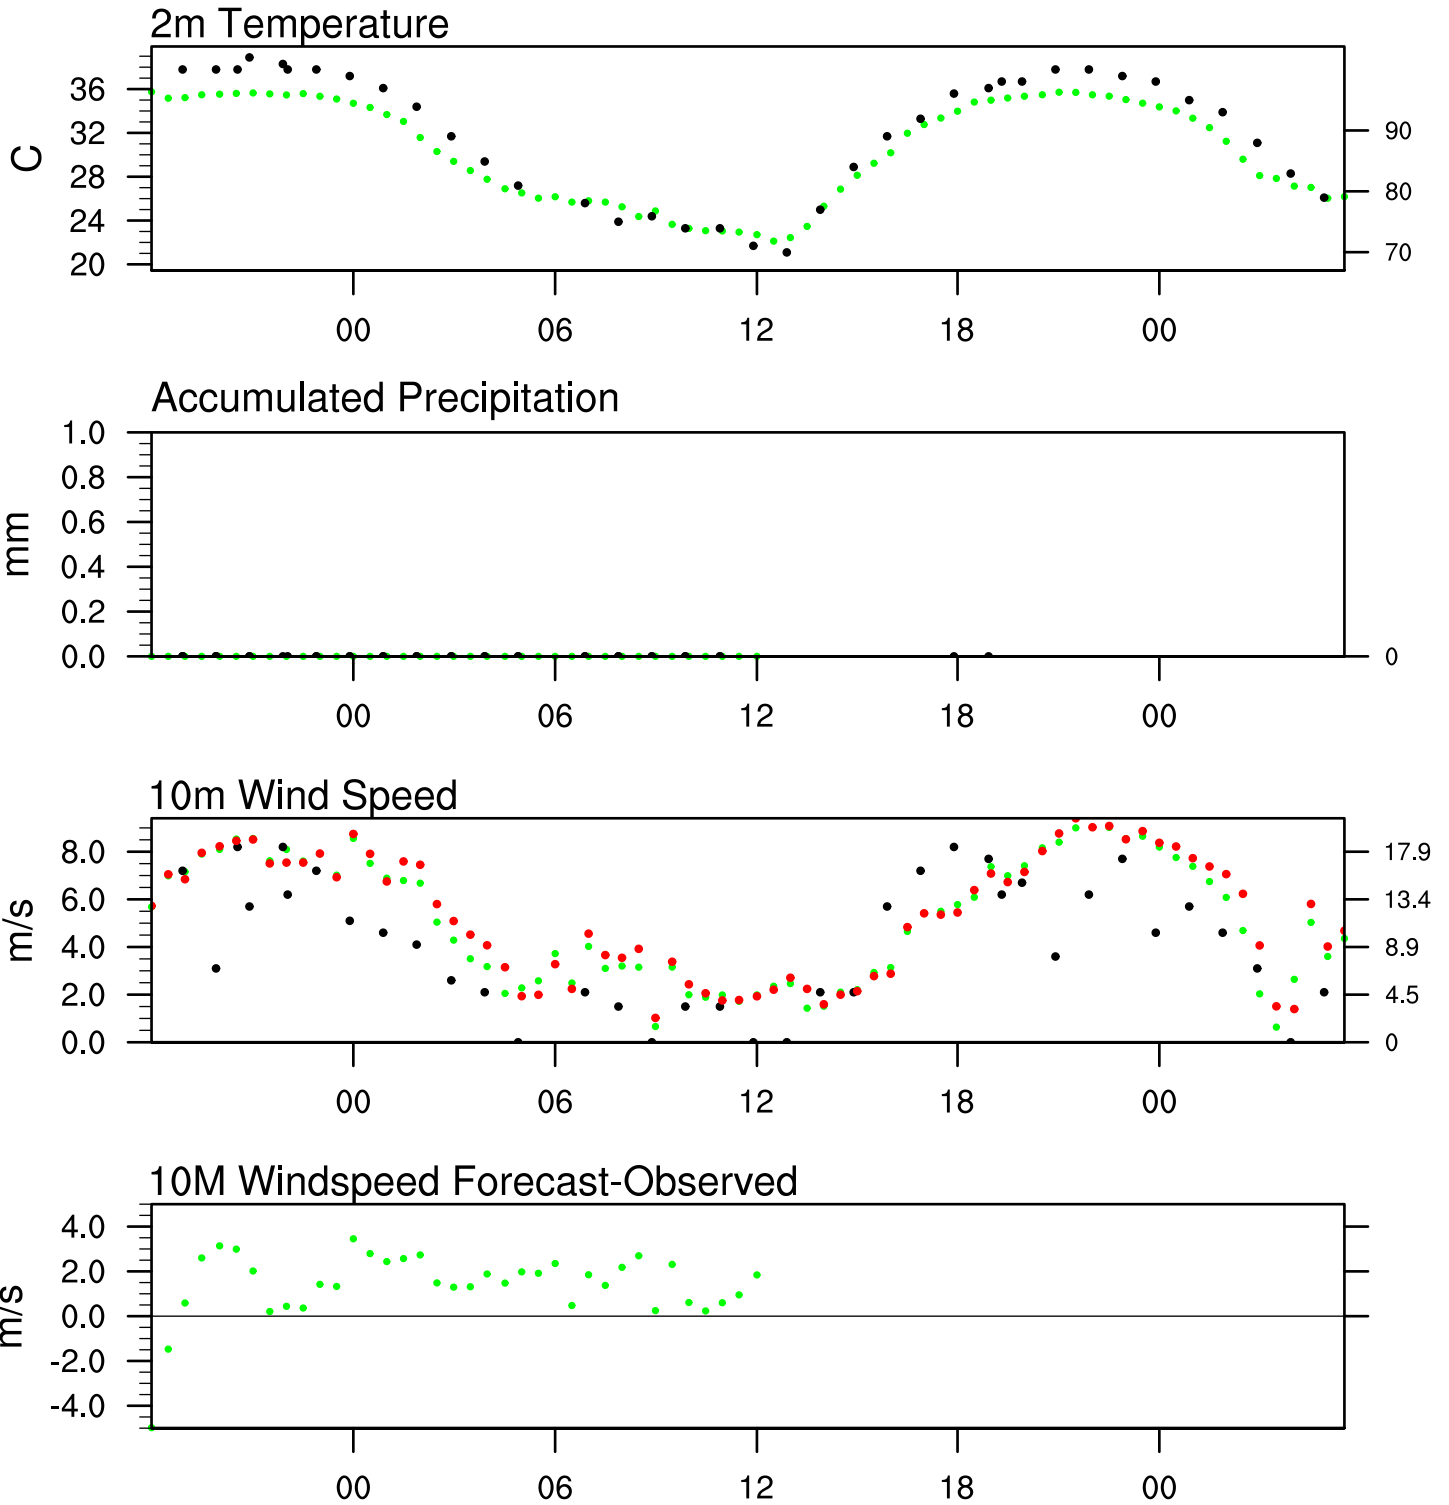 2m Temperature
C
36
32
28
24
20
90
80
70
00 06 12 18 00
Accumulated Precipitation
mm
1.0
0.8
0.6
0.4
0.2
0.0
0
00 06 12 18 00
10m Wind Speed
m/s
8.0
6.0
4.0
2.0
0.0
17.9
13.4
8.9
4.5
0
00 06 12 18 00
10M Windspeed Forecast-Observed
m/s
4.0
2.0
0.0
-2.0
-4.0
00 06 12 18 00